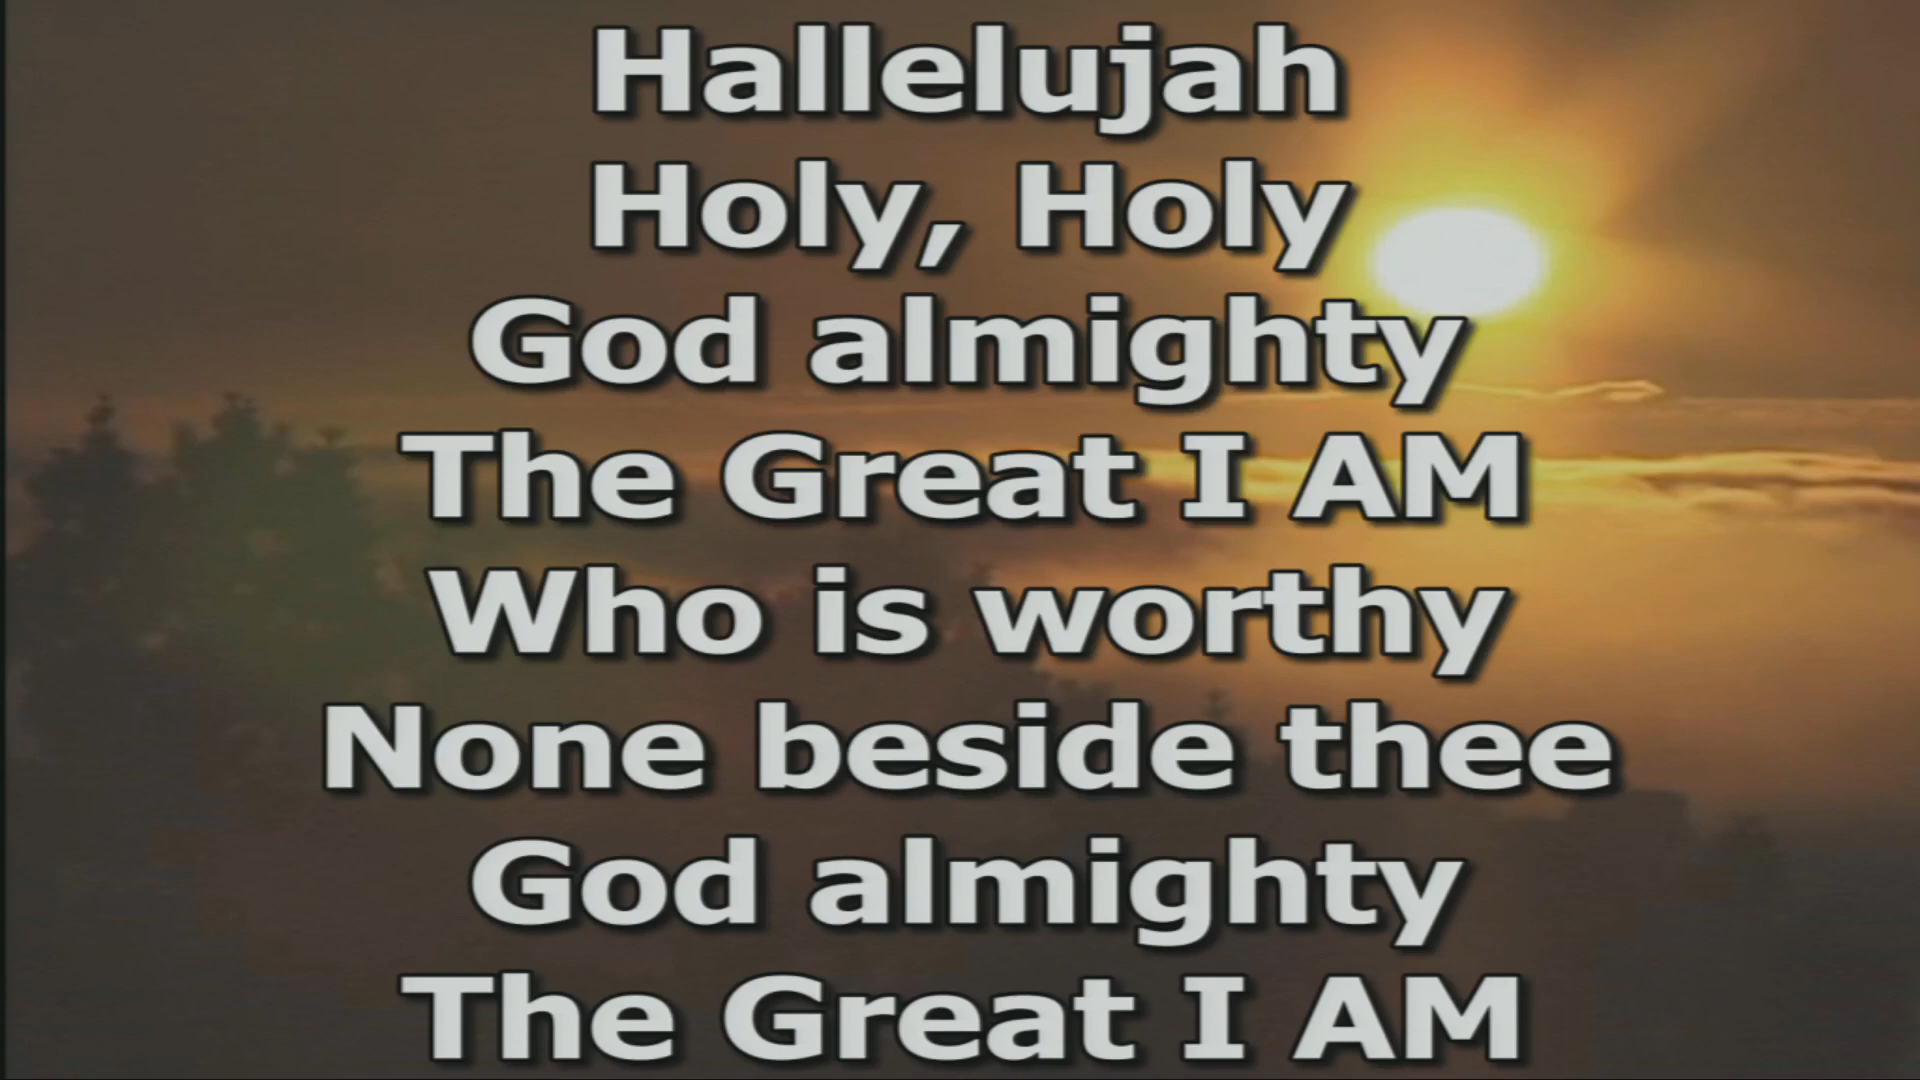 Hallelujah
Holy, Holy
God almighty
The Great I AM
Who is worthy
None beside thee
God almighty
The Great I AM